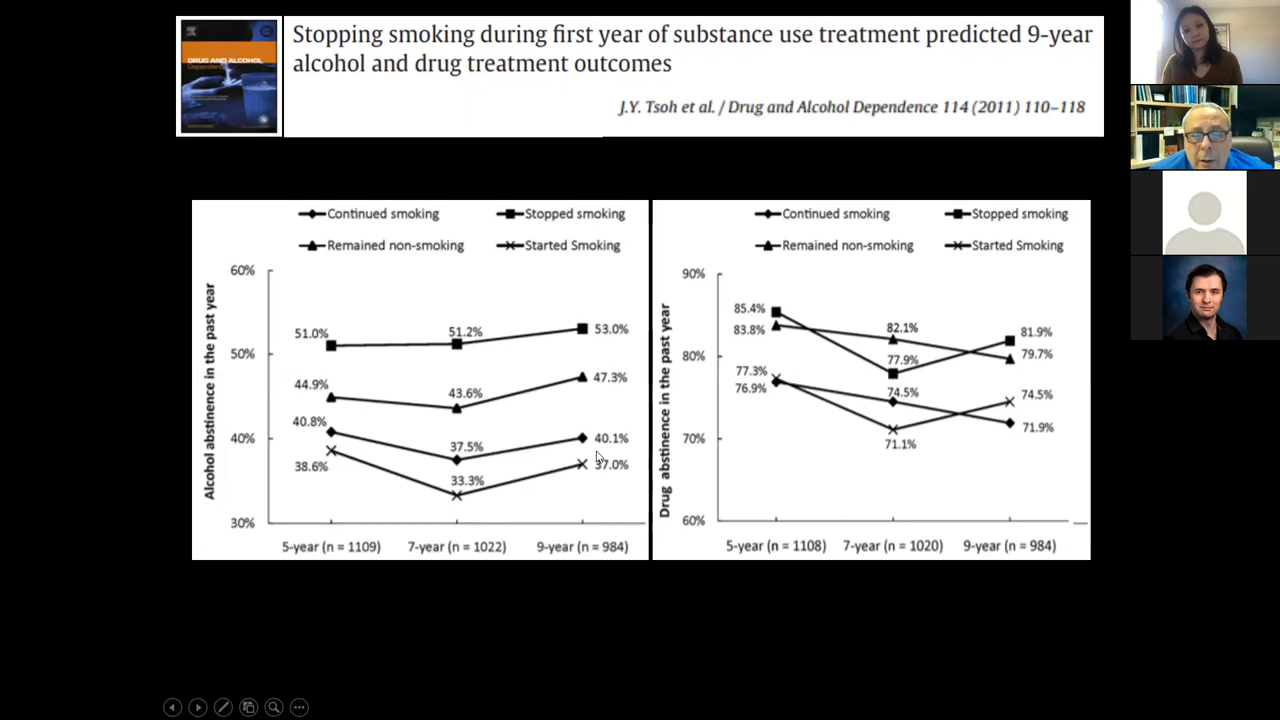 Stopping smoking during first year of substance use treatment predicted 9-year
alcohol and drug treatment outcomes
J.Y. Tsoh et al. / Drug and Alcohol Dependence 114 (2011) 110–118
DRUG AND ALCOHOL
Continued smoking
Stopped smoking
Remained non-smoking
Started Smoking
Alcohol abstinence in the past year
60%
50%
40%
30%
51.0%
51.2%
53.0%
44.9%
43.6%
47.3%
40.8%
37.5%
40.1%
38.6%
33.3%
37.0%
5-year (n = 1109)
7-year (n = 1022)
9-year (n = 984)
Continued smoking
Stopped smoking
Remained non-smoking
Started Smoking
Drug abstinence in the past year
90%
80%
70%
60%
85.4%
83.8%
82.1%
77.9%
81.9%
79.7%
77.3%
76.9%
74.5%
71.1%
74.5%
71.9%
5-year (n = 1108)
7-year (n = 1020)
9-year (n = 984)